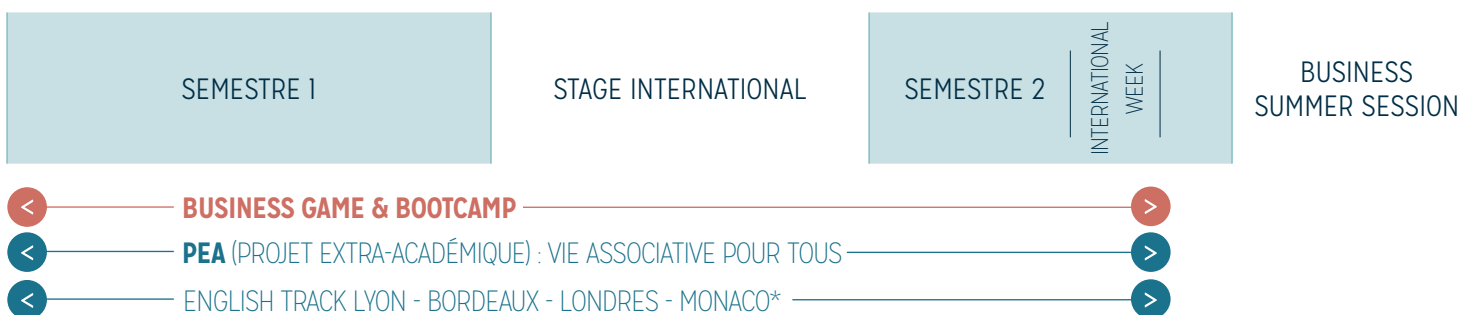 SEMESTRE 1
STAGE INTERNATIONAL
SEMESTRE 2
INTERNATIONAL
WEEK
BUSINESS
SUMMER SESSION
< BUSINESS GAME & BOOTCAMP >
< PEA (PROJET EXTRA-ACADÉMIQUE) : VIE ASSOCIATIVE POUR TOUS >
< ENGLISH TRACK LYON - BORDEAUX - LONDRES - MONACO* >